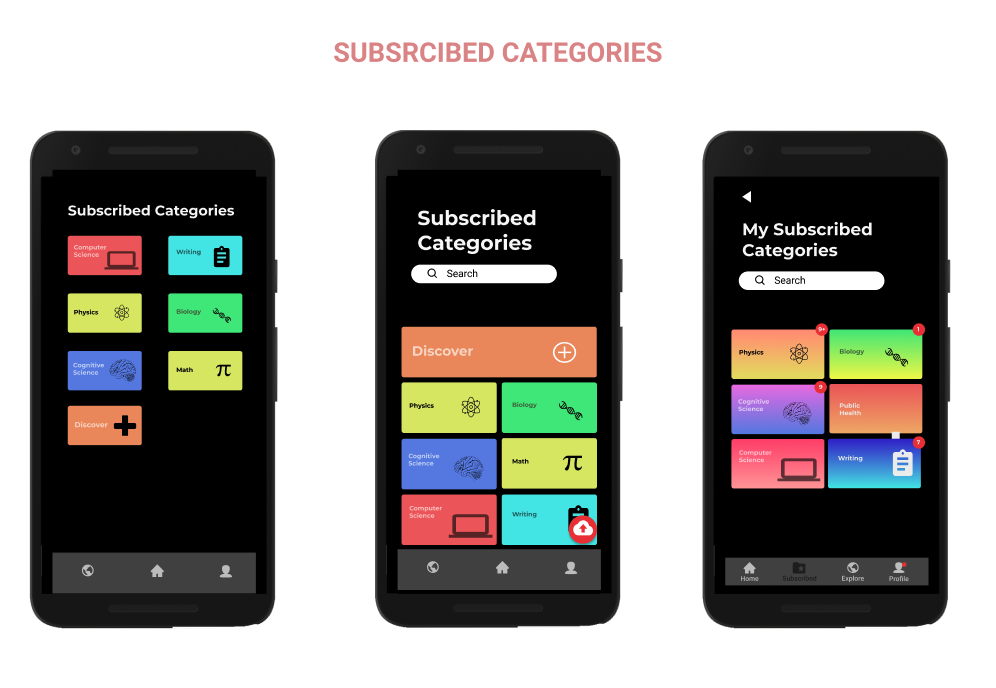 SUBSRCIBED CATEGORIES
Subscribed Categories
Computer
Science
Writing
Physics
Biology
Cognitive
Science
Math
Discover
Subscribed
Categories
Search
Discover
Physics
Biology
Cognitive
Science
Math
Computer
Science
Writing
My Subscribed
Categories
Search
9+
Physics
1
Biology
9
Cognitive
Science
Public
Health
Computer
Science
7
Writing
Home
Subscribed
Explore
Profile